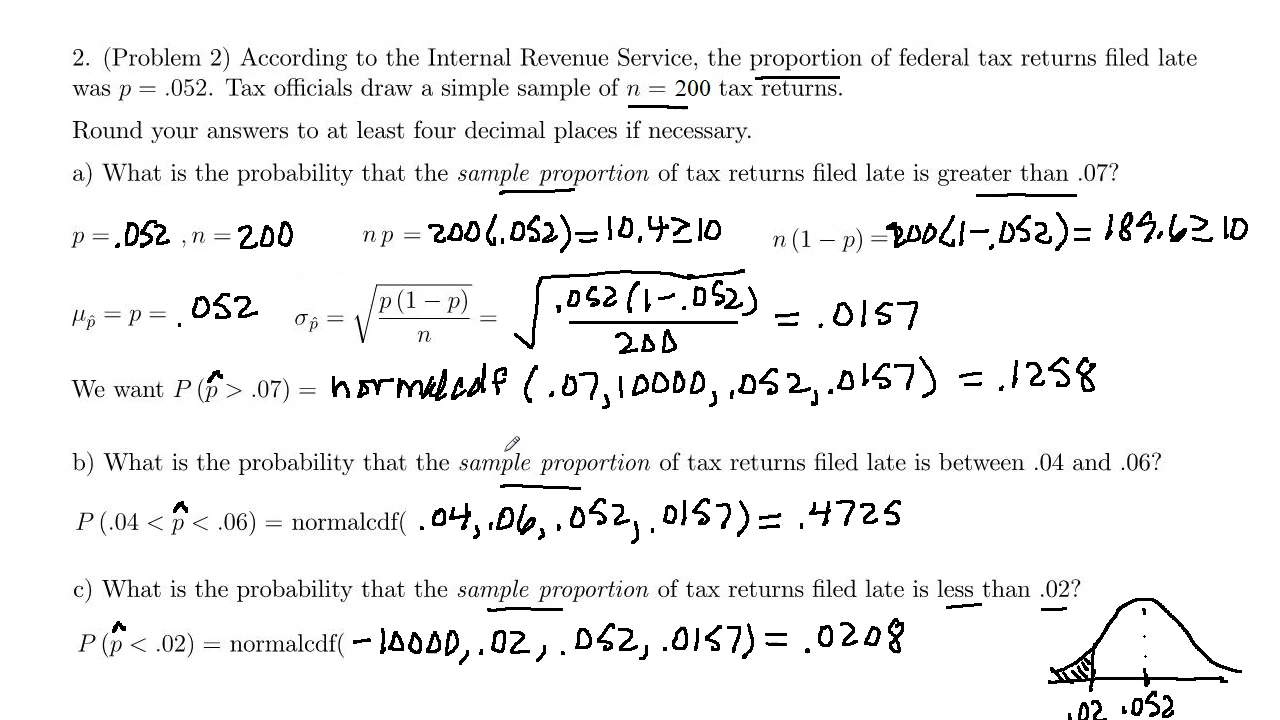 2. (Problem 2) According to the Internal Revenue Service, the proportion of federal tax returns filed late
was p = .052. Tax officials draw a simple sample of n = 200 tax returns.
Round your answers to at least four decimal places if necessary.
a) What is the probability that the sample proportion of tax returns filed late is greater than .07?
p = .052 , n = 200 n p = 200(.052) = 10.4 ≥ 10 n (1 − p) = 200(1 − .052) = 189.6 ≥ 10
μp̂ = p = .052 σp̂ = √(p (1 − p) / n) = √(.052 (1 − .052) / 200) = .0157
We want P (p̂ > .07) = normalcdf (.07, 10000, .052, .0157) = .1258
b) What is the probability that the sample proportion of tax returns filed late is between .04 and .06?
P (.04 < p̂ < .06) = normalcdf( .04, .06, .052, .0157) = .4725
c) What is the probability that the sample proportion of tax returns filed late is less than .02?
P (p̂ < .02) = normalcdf( −10000, .02, .052, .0157) = .0208
.02 .052